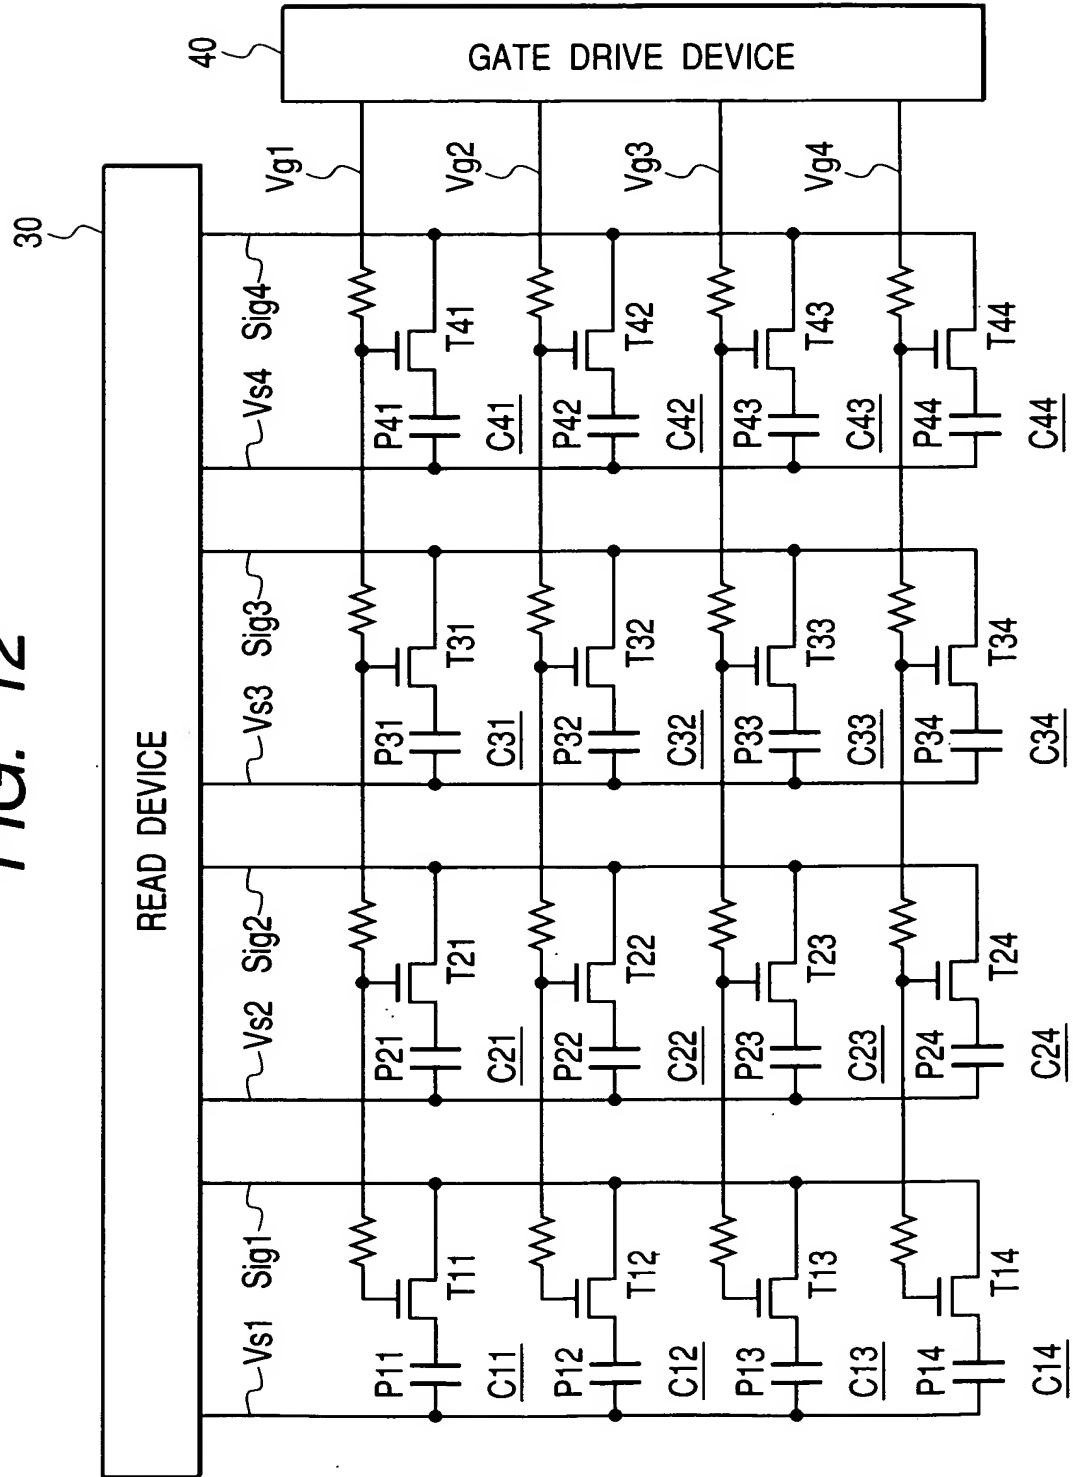 FIG. 12
40
GATE DRIVE DEVICE
30
READ DEVICE
Vs1
Sig1
Vs2
Sig2
Vs3
Sig3
Vs4
Sig4
Vg1
P11
T11
P21
T21
P31
T31
P41
T41
C11
C21
C31
C41
Vg2
P12
T12
P22
T22
P32
T32
P42
T42
C12
C22
C32
C42
Vg3
P13
T13
P23
T23
P33
T33
P43
T43
C13
C23
C33
C43
Vg4
P14
T14
P24
T24
P34
T34
P44
T44
C14
C24
C34
C44